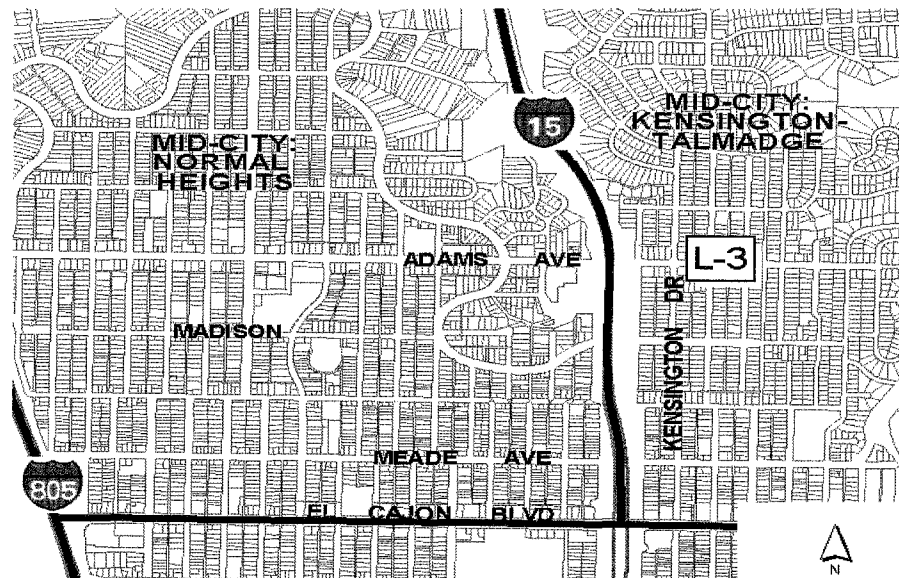 MID-CITY:
KENSINGTON-
TALMADGE
15
MID-CITY:
NORMAL
HEIGHTS
L-3
ADAMS AVE
KENSINGTON DR
MADISON
MEADE AVE
805
EL CAJON BLVD
N